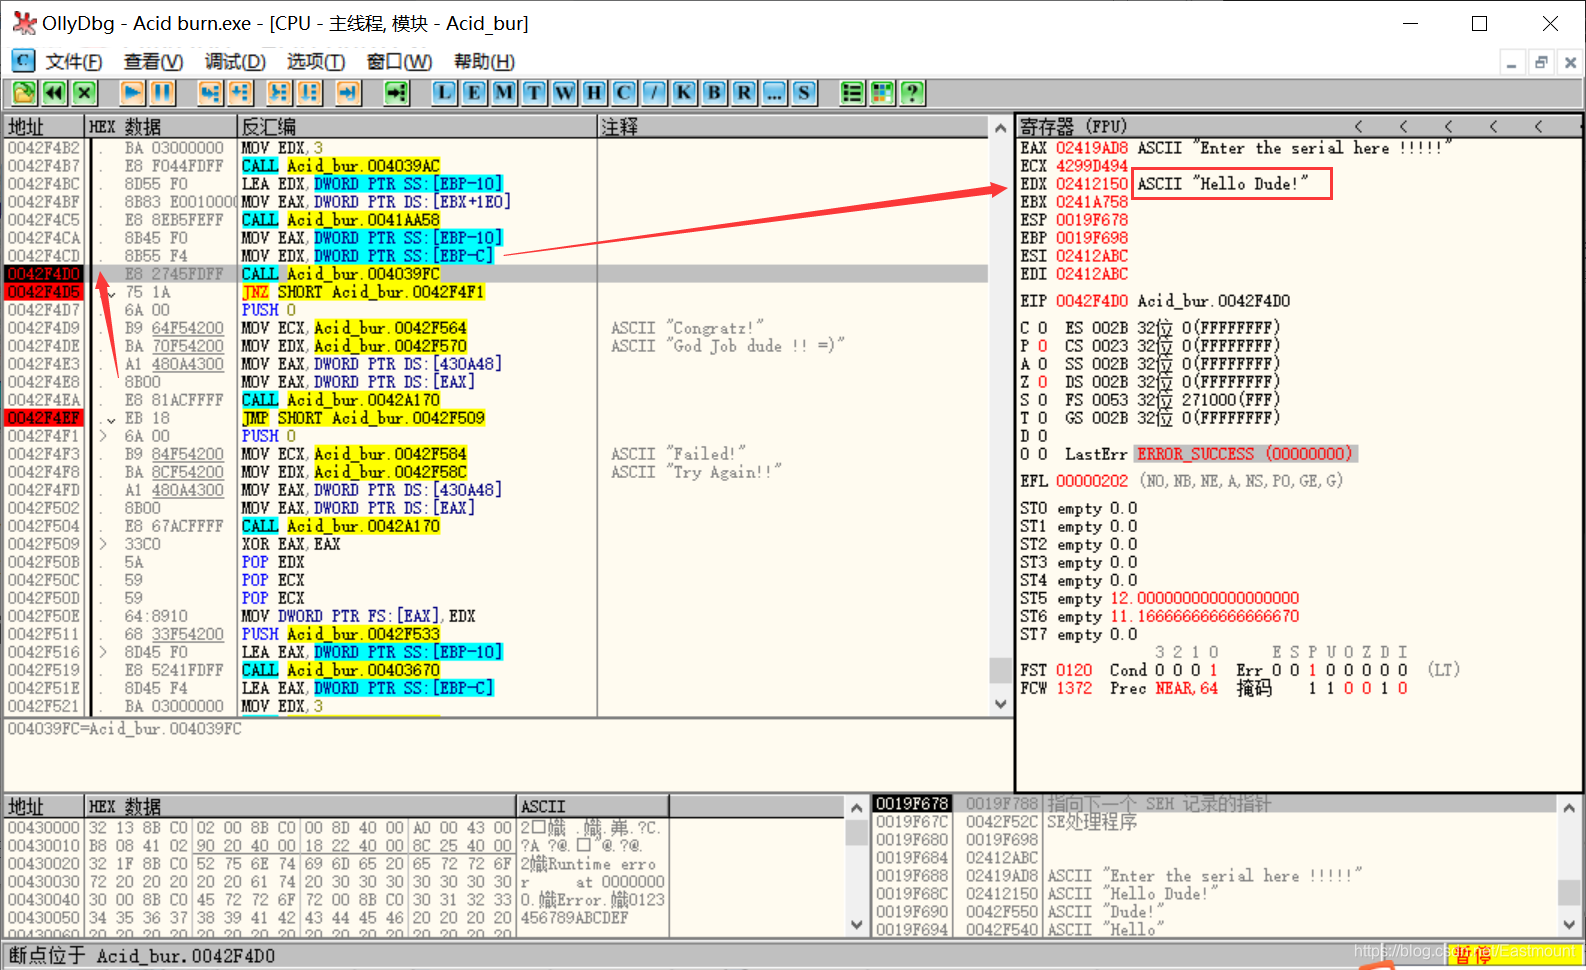 OllyDbg - Acid burn.exe - [CPU - 主线程, 模块 - Acid_bur]
C 文件(F) 查看(V) 调试(D) 选项(T) 窗口(W) 帮助(H)
L E M T W H C / K B R ... S ?
地址 HEX 数据 反汇编 注释
0042F4B2 . BA 03000000 MOV EDX,3
0042F4B7 . E8 F044FDFF CALL Acid_bur.004039AC
0042F4BC . 8D55 F0 LEA EDX,DWORD PTR SS:[EBP-10]
0042F4BF . 8B83 E0010000 MOV EAX,DWORD PTR DS:[EBX+1E0]
0042F4C5 . E8 8EB5FEFF CALL Acid_bur.0041AA58
0042F4CA . 8B45 F0 MOV EAX,DWORD PTR SS:[EBP-10]
0042F4CD . 8B55 F4 MOV EDX,DWORD PTR SS:[EBP-C]
0042F4D0 . E8 2745FDFF CALL Acid_bur.004039FC
0042F4D5 75 1A JNZ SHORT Acid_bur.0042F4F1
0042F4D7 . 6A 00 PUSH 0
0042F4D9 . B9 64F54200 MOV ECX,Acid_bur.0042F564 ASCII "Congratz!"
0042F4DE . BA 70F54200 MOV EDX,Acid_bur.0042F570 ASCII "God Job dude !! =)"
0042F4E3 . A1 480A4300 MOV EAX,DWORD PTR DS:[430A48]
0042F4E8 . 8B00 MOV EAX,DWORD PTR DS:[EAX]
0042F4EA . E8 81ACFFFF CALL Acid_bur.0042A170
0042F4EF . EB 18 JMP SHORT Acid_bur.0042F509
0042F4F1 > 6A 00 PUSH 0
0042F4F3 . B9 84F54200 MOV ECX,Acid_bur.0042F584 ASCII "Failed!"
0042F4F8 . BA 8CF54200 MOV EDX,Acid_bur.0042F58C ASCII "Try Again!!"
0042F4FD . A1 480A4300 MOV EAX,DWORD PTR DS:[430A48]
0042F502 . 8B00 MOV EAX,DWORD PTR DS:[EAX]
0042F504 . E8 67ACFFFF CALL Acid_bur.0042A170
0042F509 > 33C0 XOR EAX,EAX
0042F50B . 5A POP EDX
0042F50C . 59 POP ECX
0042F50D . 59 POP ECX
0042F50E . 64:8910 MOV DWORD PTR FS:[EAX],EDX
0042F511 . 68 33F54200 PUSH Acid_bur.0042F533
0042F516 > 8D45 F0 LEA EAX,DWORD PTR SS:[EBP-10]
0042F519 . E8 5241FDFF CALL Acid_bur.00403670
0042F51E . 8D45 F4 LEA EAX,DWORD PTR SS:[EBP-C]
0042F521 . BA 03000000 MOV EDX,3
004039FC=Acid_bur.004039FC
寄存器 (FPU) < < < < <
EAX 02419AD8 ASCII "Enter the serial here !!!!!"
ECX 4299D494
EDX 02412150 ASCII "Hello Dude!"
EBX 0241A758
ESP 0019F678
EBP 0019F698
ESI 02412ABC
EDI 02412ABC
EIP 0042F4D0 Acid_bur.0042F4D0
C 0 ES 002B 32位 0(FFFFFFFF)
P 0 CS 0023 32位 0(FFFFFFFF)
A 0 SS 002B 32位 0(FFFFFFFF)
Z 0 DS 002B 32位 0(FFFFFFFF)
S 0 FS 0053 32位 271000(FFF)
T 0 GS 002B 32位 0(FFFFFFFF)
D 0
O 0 LastErr ERROR_SUCCESS (00000000)
EFL 00000202 (NO,NB,NE,A,NS,PO,GE,G)
ST0 empty 0.0
ST1 empty 0.0
ST2 empty 0.0
ST3 empty 0.0
ST4 empty 0.0
ST5 empty 12.000000000000000000
ST6 empty 11.166666666666666670
ST7 empty 0.0
3 2 1 0 E S P U O Z D I
FST 0120 Cond 0 0 0 1 Err 0 0 1 0 0 0 0 0 (LT)
FCW 1372 Prec NEAR,64 掩码 1 1 0 0 1 0
地址 HEX 数据 ASCII
00430000 32 13 8B C0 02 00 8B C0 00 8D 40 00 A0 00 43 00
00430010 B8 08 41 02 90 20 40 00 18 22 40 00 8C 25 40 00
00430020 32 1F 8B C0 52 75 6E 74 69 6D 65 20 65 72 72 6F Runtime erro
00430030 72 20 20 20 20 20 61 74 20 30 30 30 30 30 30 30 r at 0000000
00430040 30 00 8B C0 45 72 72 6F 72 00 8B C0 30 31 32 33 0.媼Error.媼0123
00430050 34 35 36 37 38 39 41 42 43 44 45 46 20 20 20 20 456789ABCDEF
00430060 20 20 20 20 20 20 20 20 20 20 20 20 20 20 20 20
0019F678 0019F788 指向下一个 SEH 记录的指针
0019F67C 0042F52C SE处理程序
0019F680 0019F698
0019F684 02412ABC
0019F688 02419AD8 ASCII "Enter the serial here !!!!!"
0019F68C 02412150 ASCII "Hello Dude!"
0019F690 0042F550 ASCII "Dude!"
0019F694 0042F540 ASCII "Hello"
断点位于 Acid_bur.0042F4D0
暂停
https://blog.csdn.net/Eastmount